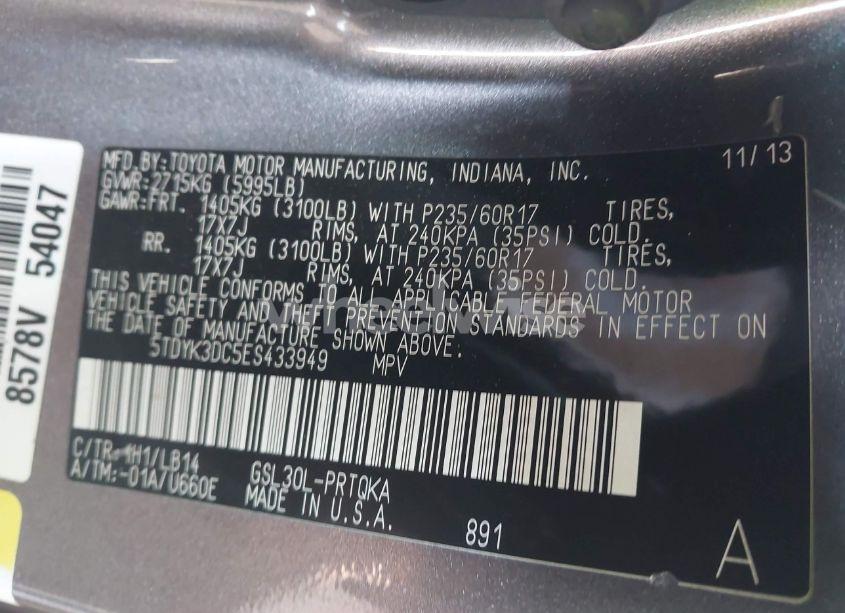 8578V 54047
MFD.BY:TOYOTA MOTOR MANUFACTURING, INDIANA, INC. 11/13
GVWR:2715KG (5995LB)
GAWR:FRT. 1405KG (3100LB) WITH P235/60R17 TIRES,
17X7J RIMS, AT 240KPA (35PSI) COLD.
RR. 1405KG (3100LB) WITH P235/60R17 TIRES,
17X7J RIMS, AT 240KPA (35PSI) COLD.
THIS VEHICLE CONFORMS TO ALL APPLICABLE FEDERAL MOTOR
VEHICLE SAFETY AND THEFT PREVENTION STANDARDS IN EFFECT ON
THE DATE OF MANUFACTURE SHOWN ABOVE.
5TDYK3DC5ES433949 MPV
C/TR: 1H1/LB14
A/TM:-01A/U660E GSL30L-PRTQKA
MADE IN U.S.A. 891
A